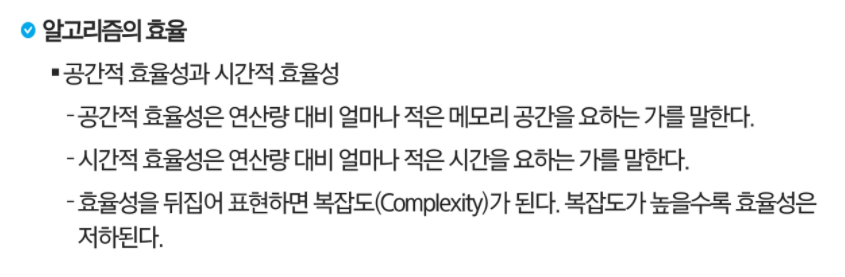 알고리즘의 효율
▪공간적 효율성과 시간적 효율성
- 공간적 효율성은 연산량 대비 얼마나 적은 메모리 공간을 요하는 가를 말한다.
- 시간적 효율성은 연산량 대비 얼마나 적은 시간을 요하는 가를 말한다.
- 효율성을 뒤집어 표현하면 복잡도(Complexity)가 된다. 복잡도가 높을수록 효율성은
저하된다.